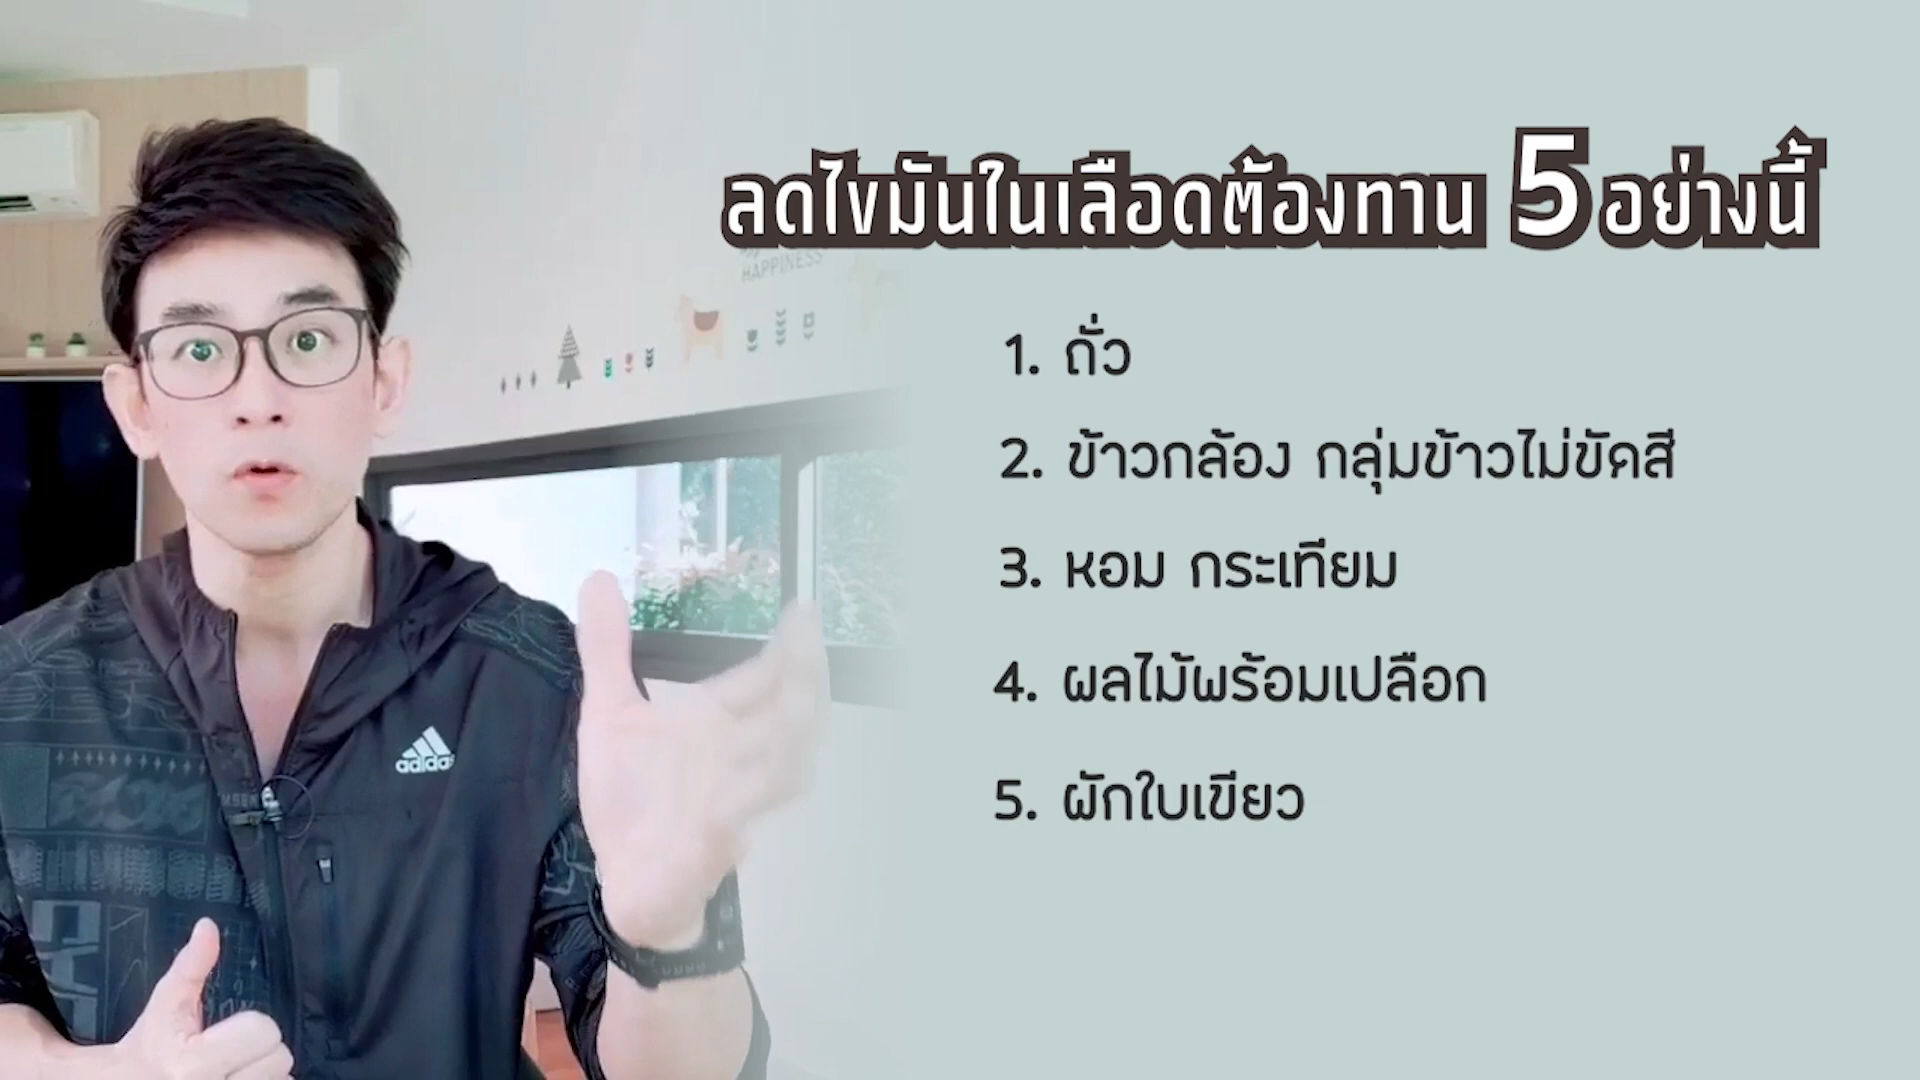 ลดไขมันในเลือดต้องทาน 5 อย่างนี้
HAPPINESS
1. ถั่ว
2. ข้าวกล้อง กลุ่มข้าวไม่ขัดสี
3. หอม กระเทียม
4. ผลไม้พร้อมเปลือก
5. ผักใบเขียว
adidas